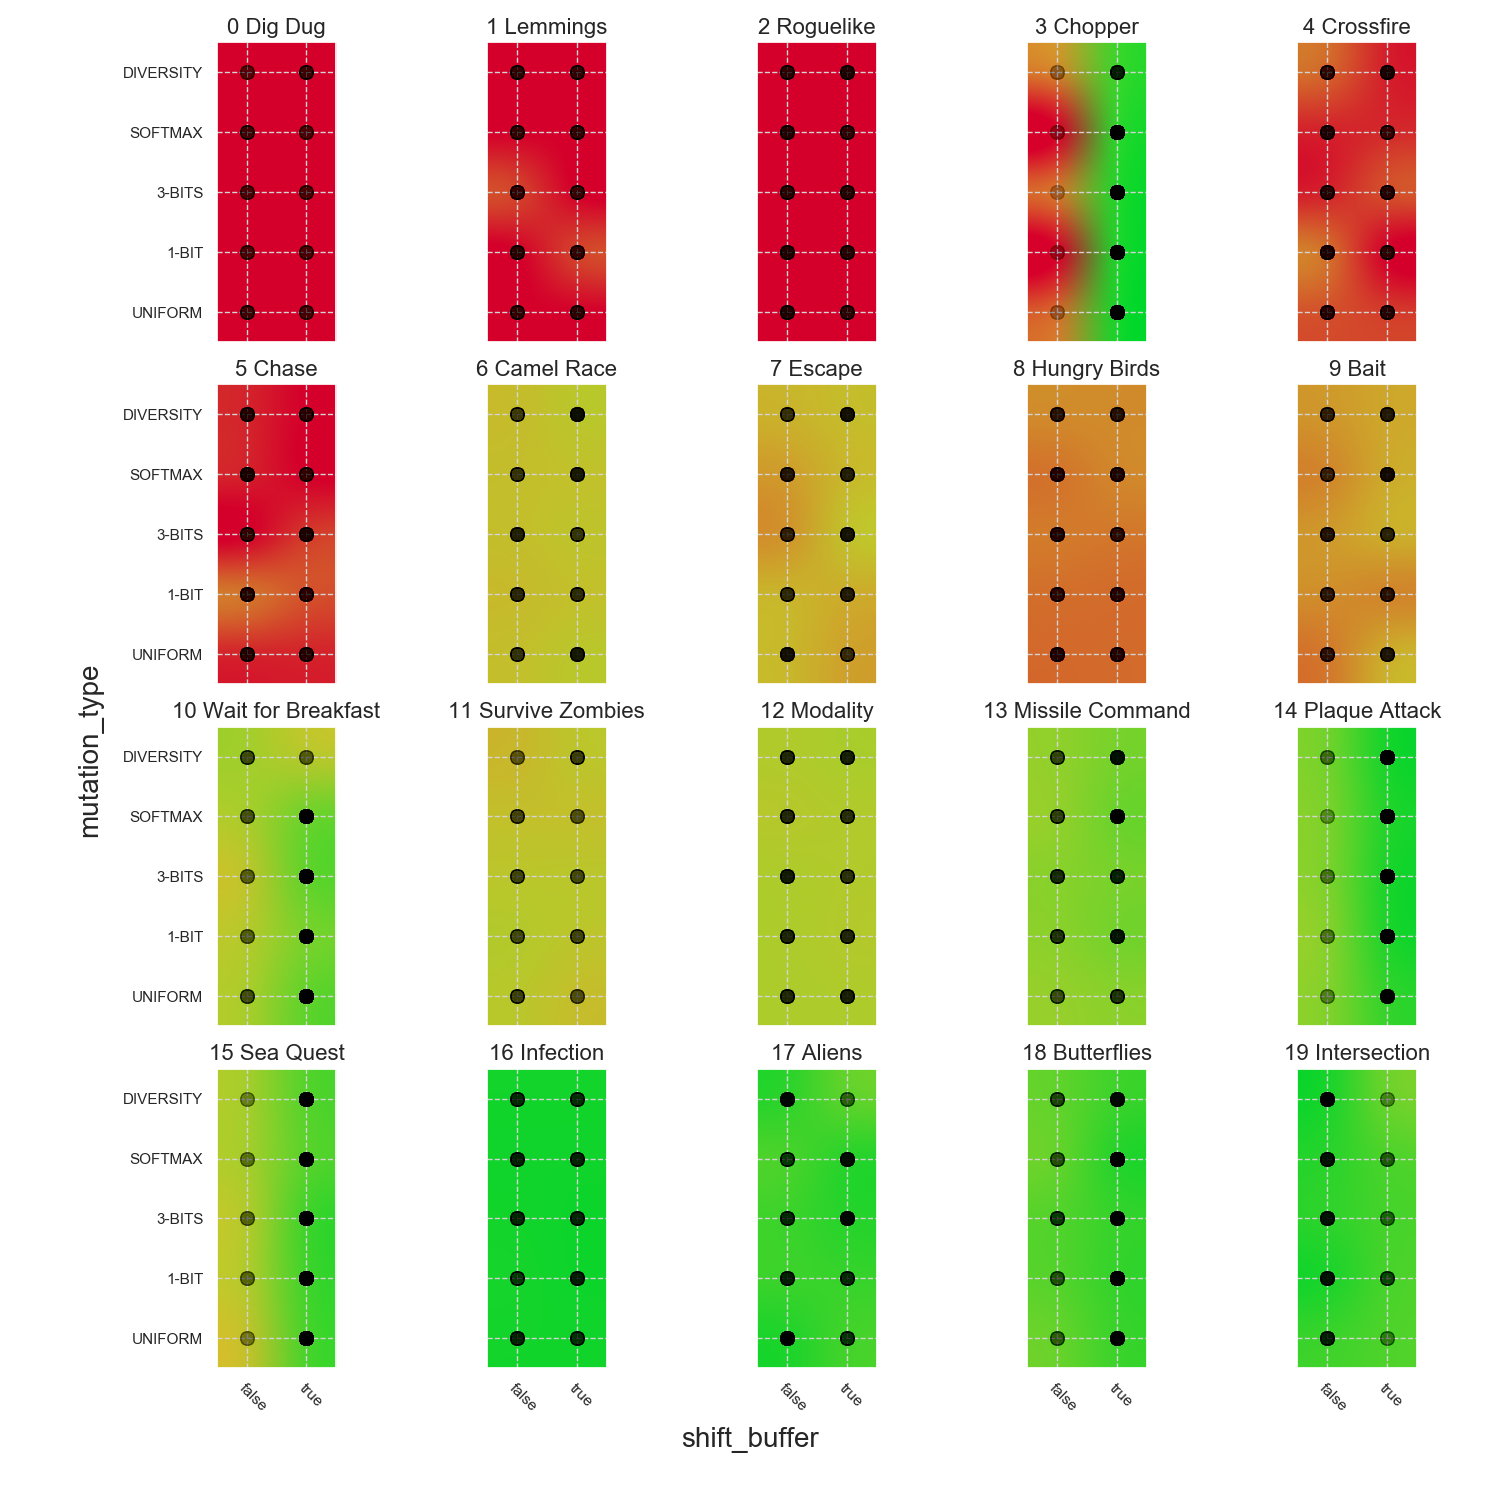 0 Dig Dug
1 Lemmings
2 Roguelike
3 Chopper
4 Crossfire
DIVERSITY
SOFTMAX
3-BITS
1-BIT
UNIFORM
5 Chase
6 Camel Race
7 Escape
8 Hungry Birds
9 Bait
DIVERSITY
SOFTMAX
3-BITS
1-BIT
UNIFORM
mutation_type
10 Wait for Breakfast
11 Survive Zombies
12 Modality
13 Missile Command
14 Plaque Attack
DIVERSITY
SOFTMAX
3-BITS
1-BIT
UNIFORM
15 Sea Quest
16 Infection
17 Aliens
18 Butterflies
19 Intersection
DIVERSITY
SOFTMAX
3-BITS
1-BIT
UNIFORM
false
true
false
true
false
true
false
true
false
true
shift_buffer